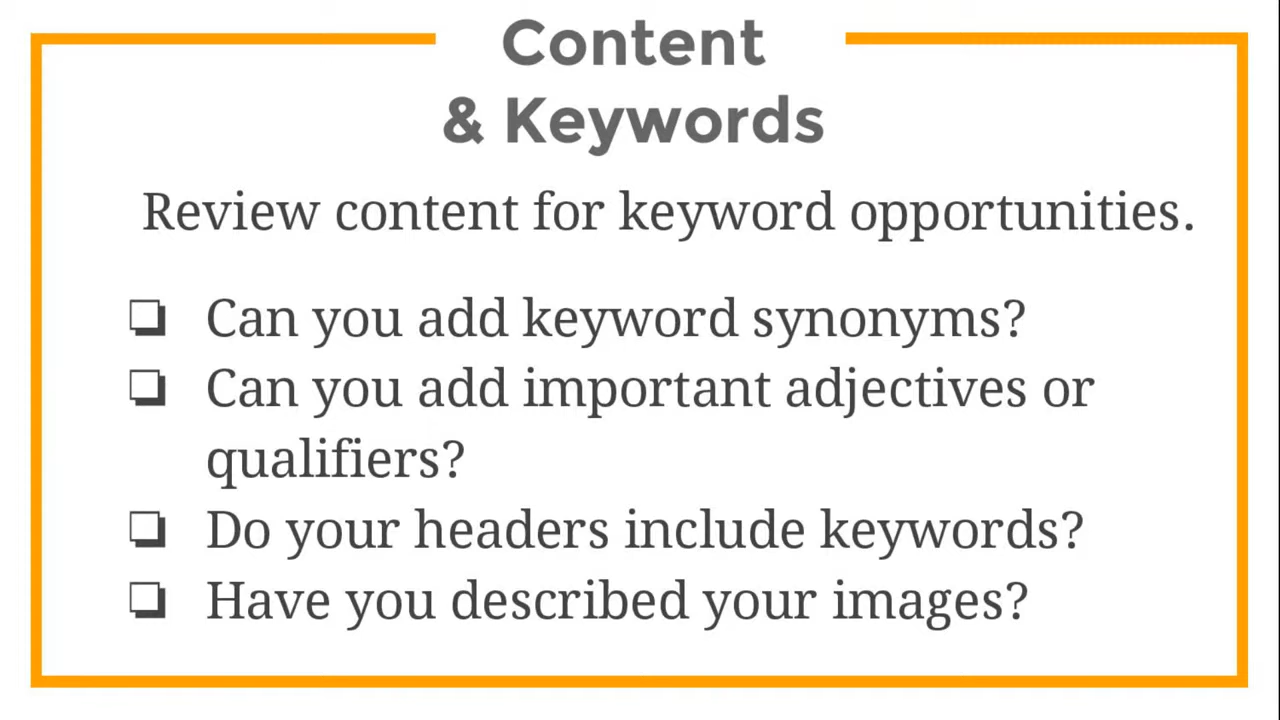 Content
& Keywords
Review content for keyword opportunities.
❏ Can you add keyword synonyms?
❏ Can you add important adjectives or
qualifiers?
❏ Do your headers include keywords?
❏ Have you described your images?